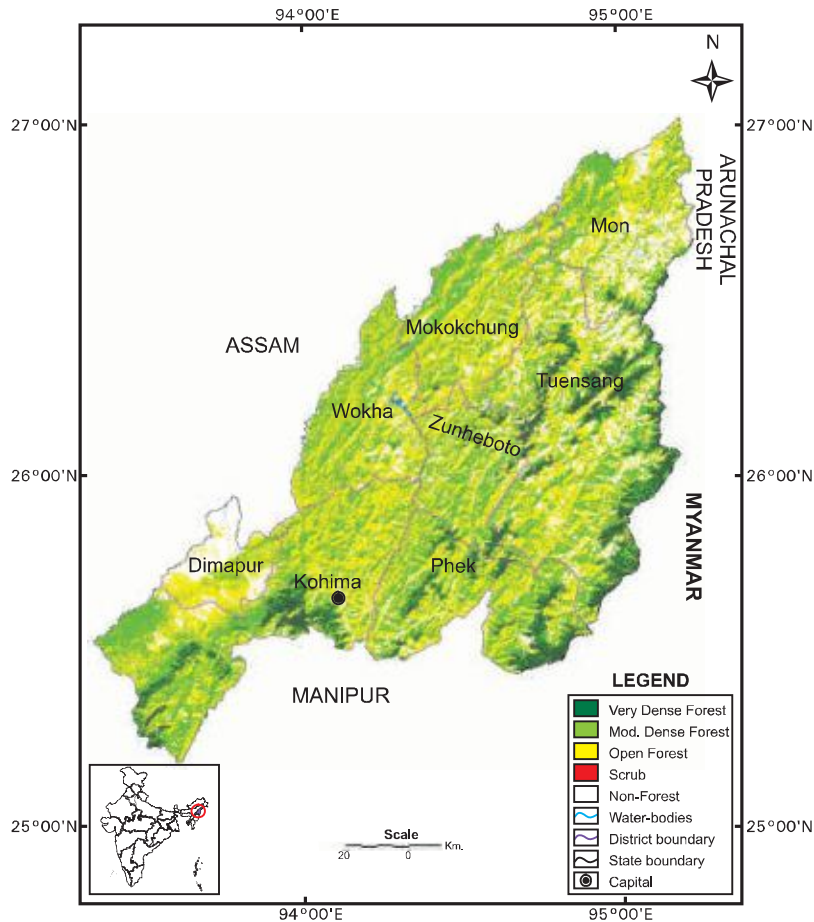 94°00'E
95°00'E
N
27°00'N
27°00'N
ARUNACHAL
PRADESH
Mon
Mokokchung
ASSAM
Tuensang
Wokha
Zunheboto
26°00'N
26°00'N
MYANMAR
Dimapur
Phek
Kohima
MANIPUR
LEGEND
Very Dense Forest
Mod. Dense Forest
Open Forest
Scrub
Non-Forest
Water-bodies
District boundary
State boundary
Capital
25°00'N
25°00'N
Scale
20 0 Km.
94°00'E
95°00'E